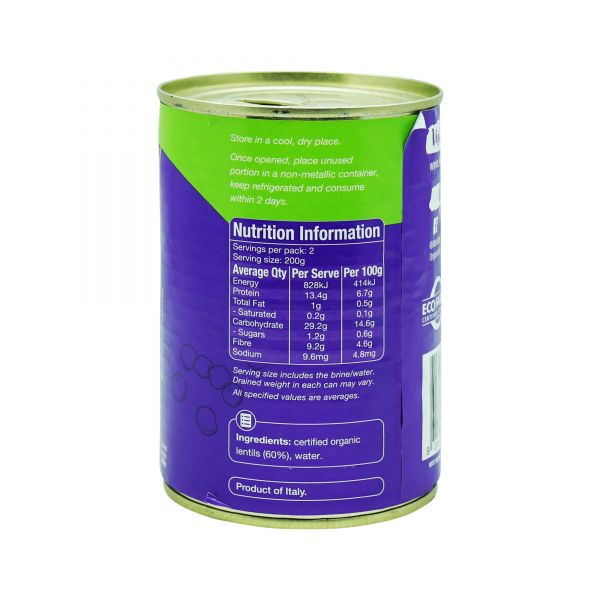 Store in a cool, dry place.
Once opened, place unused
portion in a non-metallic container,
keep refrigerated and consume
within 2 days.
Nutrition Information
Servings per pack: 2
Serving size: 200g
Average Qty Per Serve Per 100g
Energy 828kJ 414kJ
Protein 13.4g 6.7g
Total Fat 1g 0.5g
- Saturated 0.2g 0.1g
Carbohydrate 29.2g 14.6g
- Sugars 1.2g 0.6g
Fibre 9.2g 4.6g
Sodium 9.6mg 4.8mg
Serving size includes the brine/water.
Drained weight in each can may vary.
All specified values are averages.
Ingredients: certified organic
lentils (60%), water.
Product of Italy.